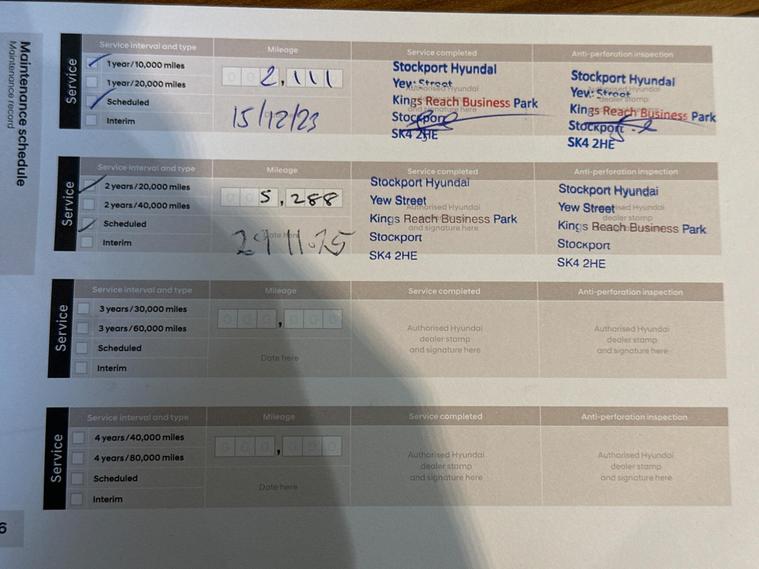 Maintenance schedule
Maintenance record
Service
Service interval and type
Mileage
Service completed
Anti-perforation inspection
1 year/10,000 miles
1 year/20,000 miles
Scheduled
Interim
2,111
15/12/23
Stockport Hyundai
Yew Street
Kings Reach Business Park
Stockport
SK4 2HE
Stockport Hyundai
Yew Street
Kings Reach Business Park
Stockport
SK4 2HE
Service
Service interval and type
Mileage
Service completed
Anti-perforation inspection
2 years/20,000 miles
2 years/40,000 miles
Scheduled
Interim
5,288
Stockport Hyundai
Yew Street
Kings Reach Business Park
Stockport
SK4 2HE
Stockport Hyundai
Yew Street
Kings Reach Business Park
Stockport
SK4 2HE
Service
Service interval and type
Mileage
Service completed
Anti-perforation inspection
3 years/30,000 miles
3 years/60,000 miles
Scheduled
Interim
000,000
Date here
Authorised Hyundai
dealer stamp
and signature here
Authorised Hyundai
dealer stamp
and signature here
Service
Service interval and type
Mileage
Service completed
Anti-perforation inspection
4 years/40,000 miles
4 years/80,000 miles
Scheduled
Interim
000,000
Date here
Authorised Hyundai
dealer stamp
and signature here
Authorised Hyundai
dealer stamp
and signature here
6